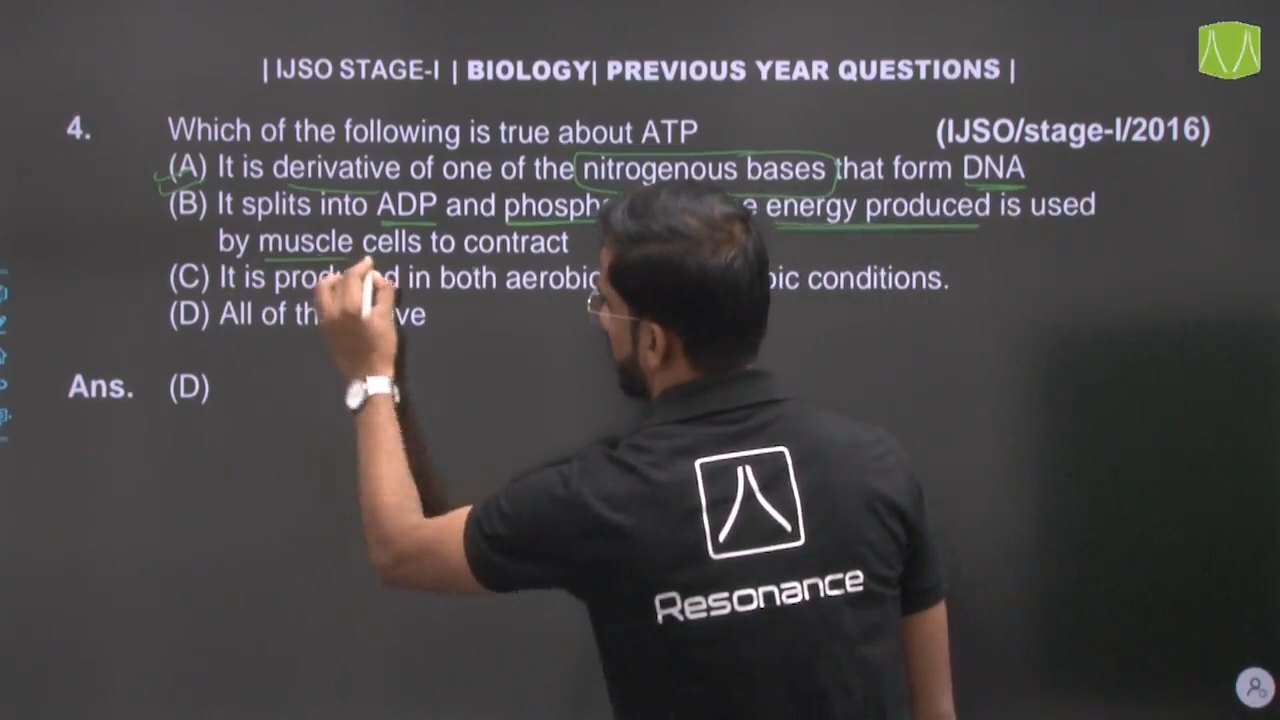 | IJSO STAGE-I | BIOLOGY| PREVIOUS YEAR QUESTIONS |
4. Which of the following is true about ATP (IJSO/stage-I/2016)
(A) It is derivative of one of the nitrogenous bases that form DNA
(B) It splits into ADP and energy produced is used
by muscle cells to contract
(C) It is in both conditions.
(D) All of
Ans. (D)
Resonance